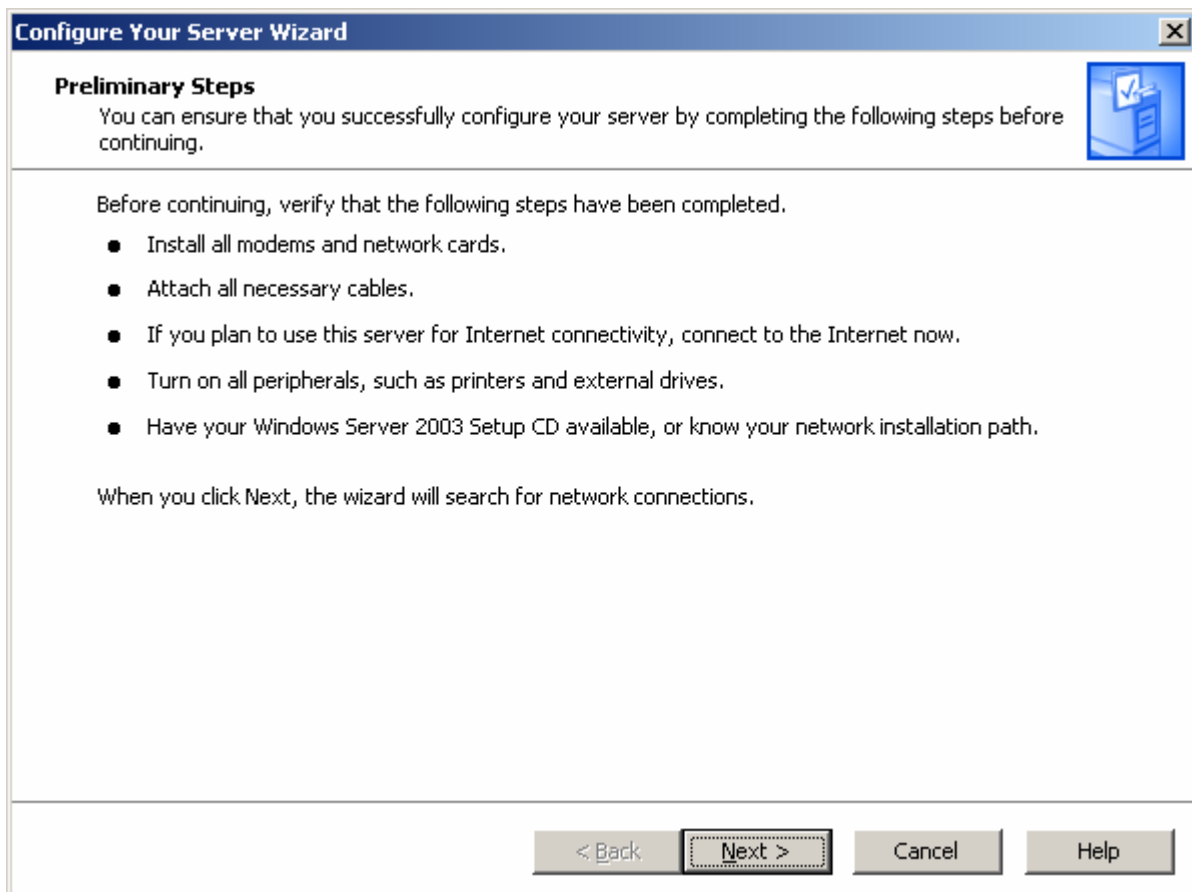 Configure Your Server Wizard
Preliminary Steps
You can ensure that you successfully configure your server by completing the following steps before
continuing.
Before continuing, verify that the following steps have been completed.
● Install all modems and network cards.
● Attach all necessary cables.
● If you plan to use this server for Internet connectivity, connect to the Internet now.
● Turn on all peripherals, such as printers and external drives.
● Have your Windows Server 2003 Setup CD available, or know your network installation path.
When you click Next, the wizard will search for network connections.
< Back Next > Cancel Help